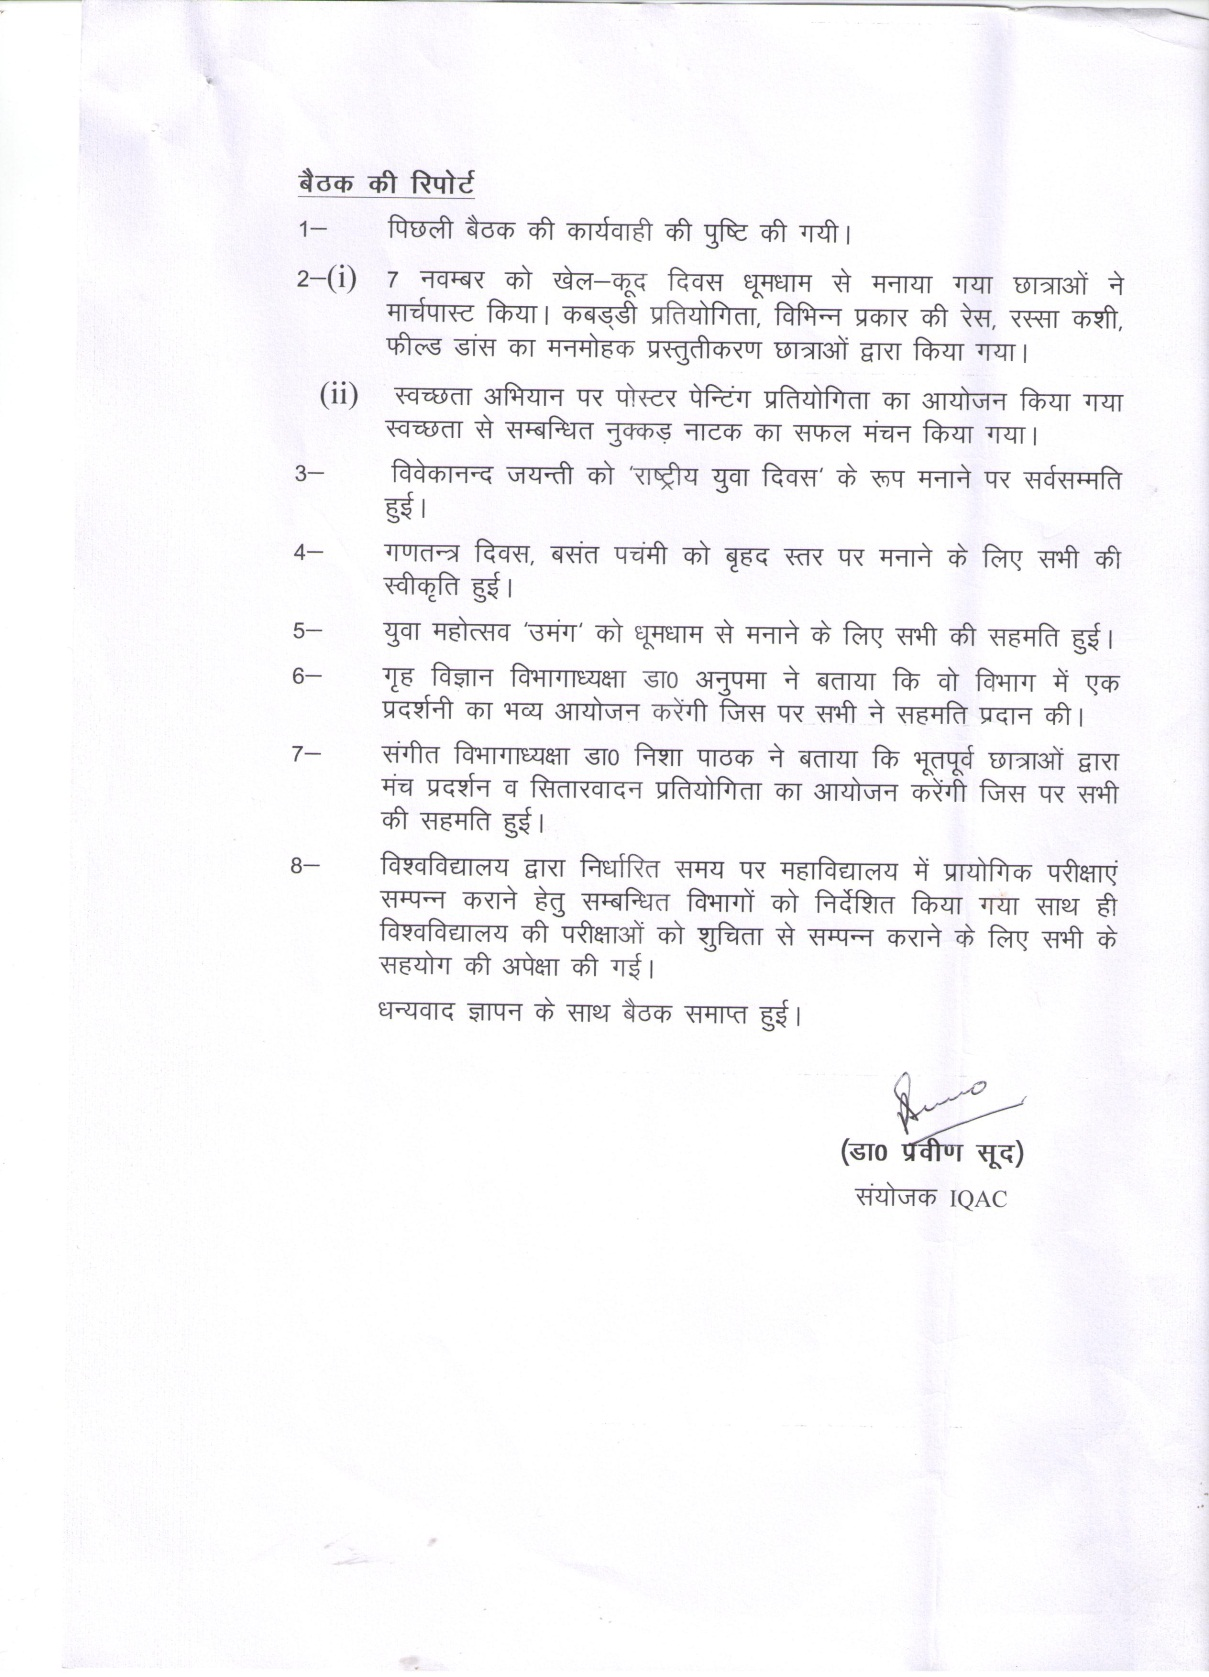 बैठक की रिपोर्ट
1– पिछली बैठक की कार्यवाही की पुष्टि की गयी।
2–(i) 7 नवम्बर को खेल–कूद दिवस धूमधाम से मनाया गया छात्राओं ने
मार्चपास्ट किया। कबड्डी प्रतियोगिता, विभिन्न प्रकार की रेस, रस्सा कशी,
फील्ड डांस का मनमोहक प्रस्तुतीकरण छात्राओं द्वारा किया गया।
(ii) स्वच्छता अभियान पर पोस्टर पेन्टिंग प्रतियोगिता का आयोजन किया गया
स्वच्छता से सम्बन्धित नुक्कड़ नाटक का सफल मंचन किया गया।
3– विवेकानन्द जयन्ती को 'राष्ट्रीय युवा दिवस' के रूप मनाने पर सर्वसम्मति
हुई।
4– गणतन्त्र दिवस, बसंत पचंमी को बृहद स्तर पर मनाने के लिए सभी की
स्वीकृति हुई।
5– युवा महोत्सव 'उमंग' को धूमधाम से मनाने के लिए सभी की सहमति हुई।
6– गृह विज्ञान विभागाध्यक्षा डा0 अनुपमा ने बताया कि वो विभाग में एक
प्रदर्शनी का भव्य आयोजन करेंगी जिस पर सभी ने सहमति प्रदान की।
7– संगीत विभागाध्यक्षा डा0 निशा पाठक ने बताया कि भूतपूर्व छात्राओं द्वारा
मंच प्रदर्शन व सितारवादन प्रतियोगिता का आयोजन करेंगी जिस पर सभी
की सहमति हुई।
8– विश्वविद्यालय द्वारा निर्धारित समय पर महाविद्यालय में प्रायोगिक परीक्षाएं
सम्पन्न कराने हेतु सम्बन्धित विभागों को निर्देशित किया गया साथ ही
विश्वविद्यालय की परीक्षाओं को शुचिता से सम्पन्न कराने के लिए सभी के
सहयोग की अपेक्षा की गई।
धन्यवाद ज्ञापन के साथ बैठक समाप्त हुई।
(डा0 प्रवीण सूद)
संयोजक IQAC